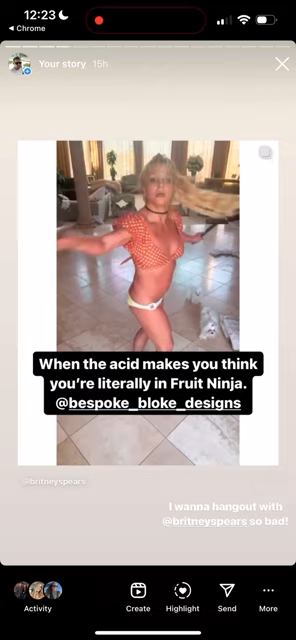 12:23
◀ Chrome
Your story 15h
When the acid makes you think
you're literally in Fruit Ninja.
@bespoke_bloke_designs
@britneyspears
I wanna hangout with
@britneyspears so bad!
Activity
Create
Highlight
Send
More